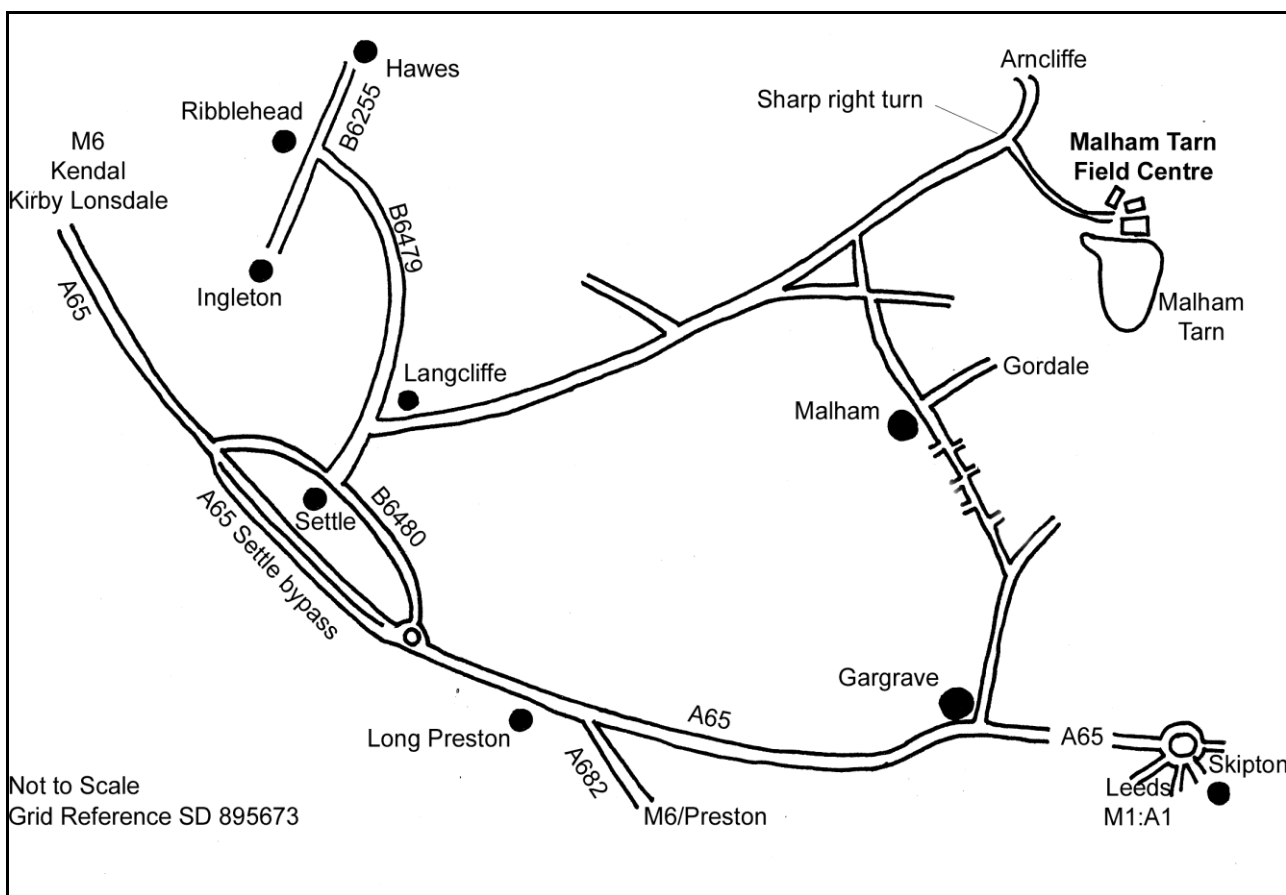 Hawes
Arncliffe
Sharp right turn
Ribblehead
B6255
M6
Kendal
Kirby Lonsdale
Malham Tarn
Field Centre
A65
B6479
Ingleton
Malham
Tarn
Langcliffe
Gordale
Malham
A65 Settle bypass
Settle
B6480
Gargrave
Long Preston
A65
A65
A682
Skipton
Leeds
M1:A1
M6/Preston
Not to Scale
Grid Reference SD 895673